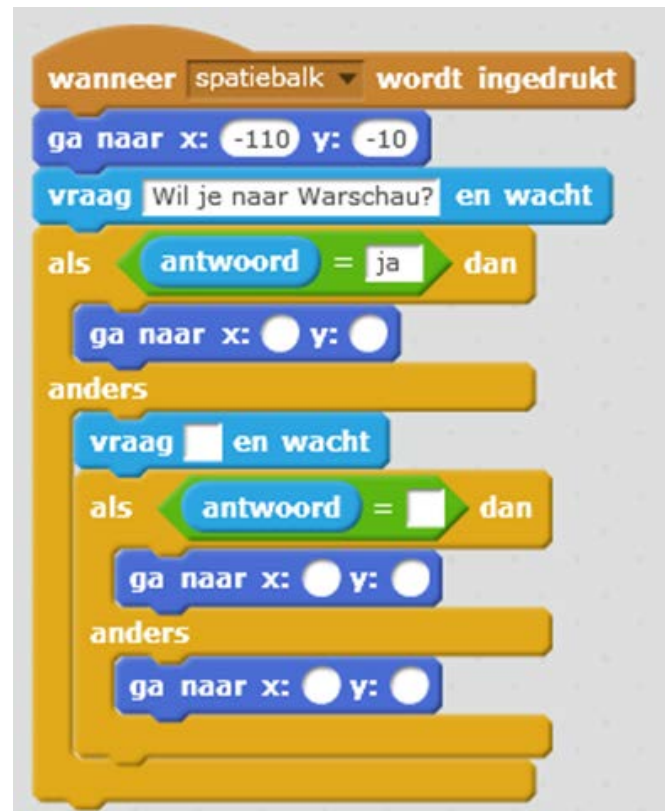 wanneer spatiebalk wordt ingedrukt
ga naar x: -110 y: -10
vraag Wil je naar Warschau? en wacht
als antwoord = ja dan
ga naar x: y:
anders
vraag en wacht
als antwoord = dan
ga naar x: y:
anders
ga naar x: y: